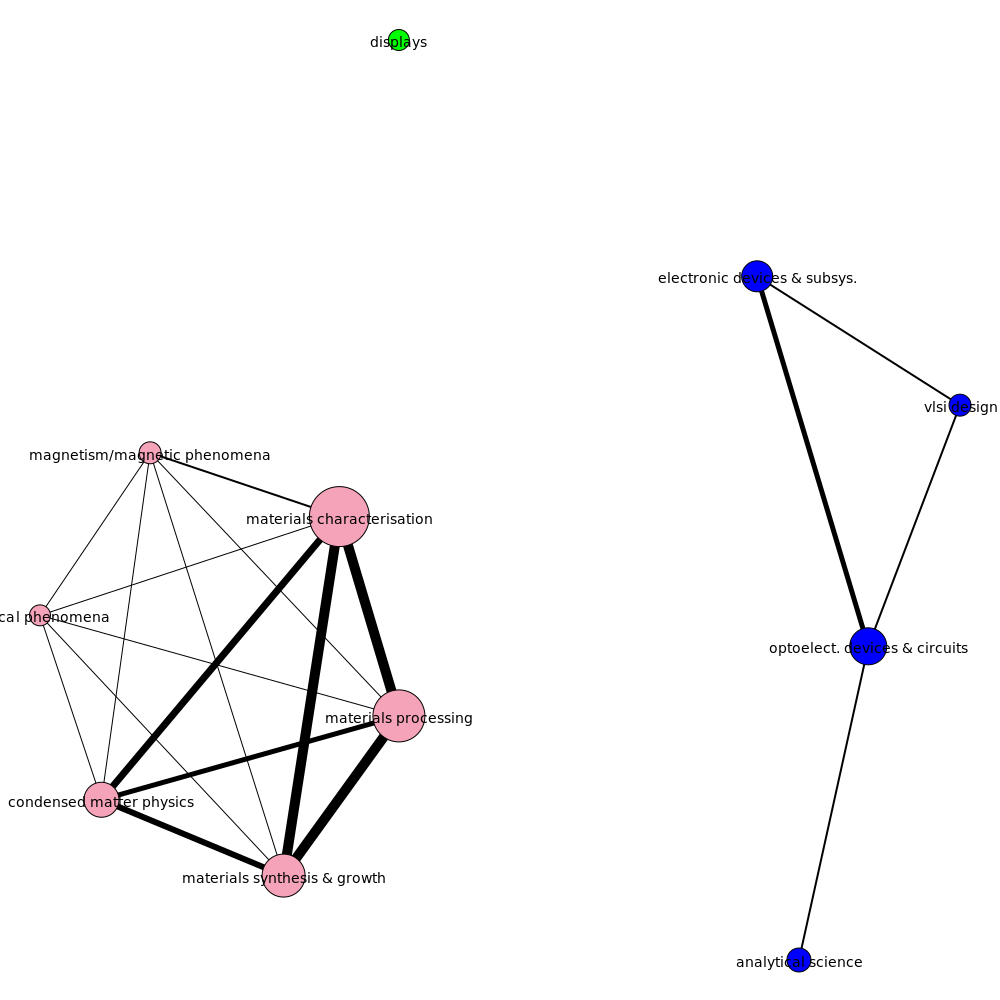 displays
electronic devices & subsys.
vlsi design
magnetism/magnetic phenomena
materials characterisation
cal phenomena
optoelect. devices & circuits
materials processing
condensed matter physics
materials synthesis & growth
analytical science